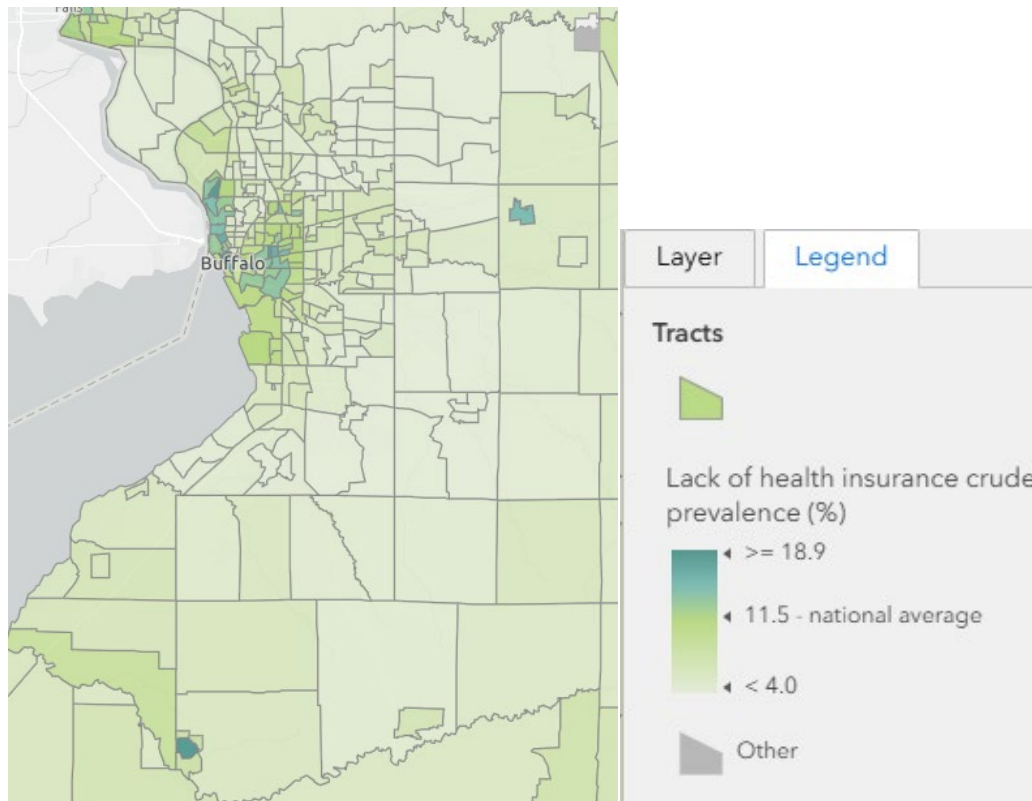 Falls
Buffalo
Layer
Legend
Tracts
Lack of health insurance crude
prevalence (%)
>= 18.9
11.5 - national average
< 4.0
Other